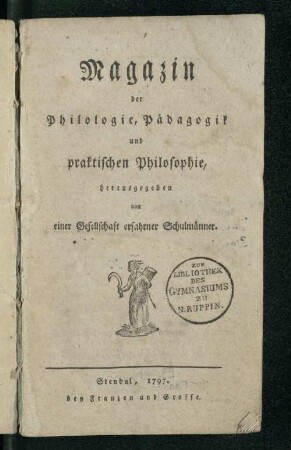 Magazin
der
Philologie, Pädagogik
und
praktischen Philosophie,
herausgegeben
von
einer Gesellschaft erfahrner Schulmänner.
ZUR
BIBLIOTHEK
DES
GYMNASIUMS
ZU
N.RUPPIN.
Stendal, 1797.
bey Franzen und Grosse.